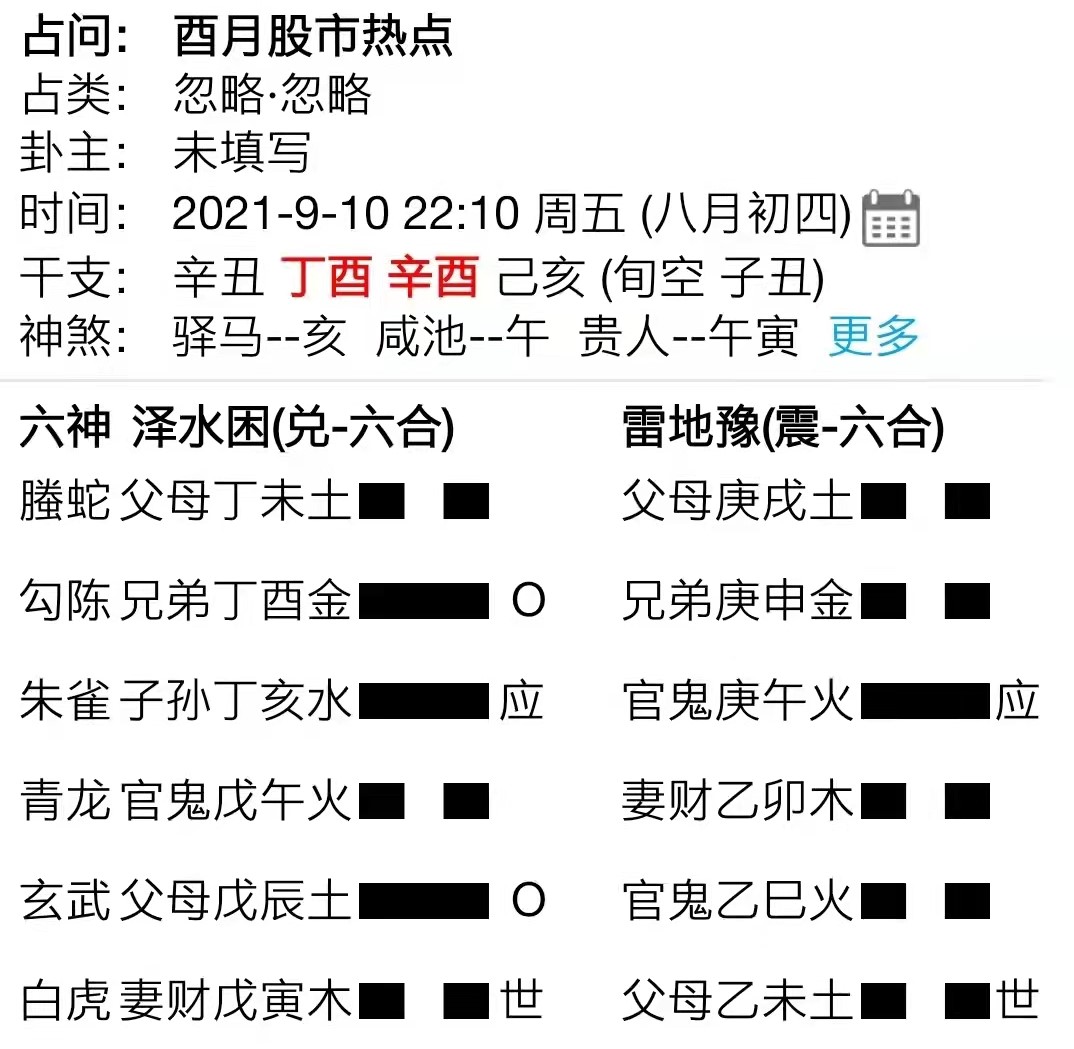 占问： 酉月股市热点
占类： 忽略·忽略
卦主： 未填写
时间： 2021-9-10 22:10 周五 (八月初四)
干支： 辛丑 丁酉 辛酉 己亥 (旬空 子丑)
神煞： 驿马--亥 咸池--午 贵人--午寅 更多
六神 泽水困(兑-六合) 雷地豫(震-六合)
螣蛇 父母丁未土 父母庚戌土
勾陈 兄弟丁酉金 O 兄弟庚申金
朱雀 子孙丁亥水 应 官鬼庚午火 应
青龙 官鬼戊午火 妻财乙卯木
玄武 父母戊辰土 O 官鬼乙巳火
白虎 妻财戊寅木 世 父母乙未土 世